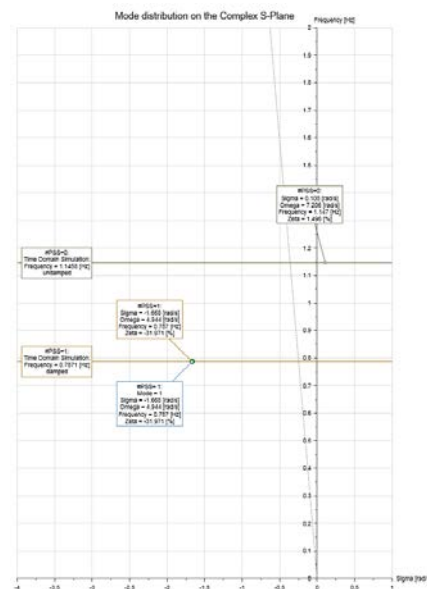 Mode distribution on the Complex S-Plane
Frequency [Hz]
2
1.9
1.8
1.7
1.6
1.5
#PSS=0:
Sigma = 0.108 [rad/s]
Omega = 7.206 [rad/s]
Frequency = 1.147 [Hz]
Zeta = 1.496 [%]
1.3
1.2
#PSS=0:
Time Domain Simulation:
Frequency = 1.1455 [Hz]
undamped
1.1
1
#PSS=1:
Sigma = -1.668 [rad/s]
Omega = 4.944 [rad/s]
Frequency = 0.787 [Hz]
Zeta = -31.971 [%]
0.9
#PSS=1:
Time Domain Simulation:
Frequency = 0.7871 [Hz]
damped
0.8
0.7
#PSS= 1:
Mode = 1
Sigma = -1.668 [rad/s]
Omega = 4.944 [rad/s]
Frequency = 0.787 [Hz]
Zeta = -31.971 [%]
0.6
0.5
0.4
0.3
0.2
0.1
0
Sigma [rad
-4 -3.5 -3 -2.5 -2 -1.5 -1 -0.5 0 0.5 1